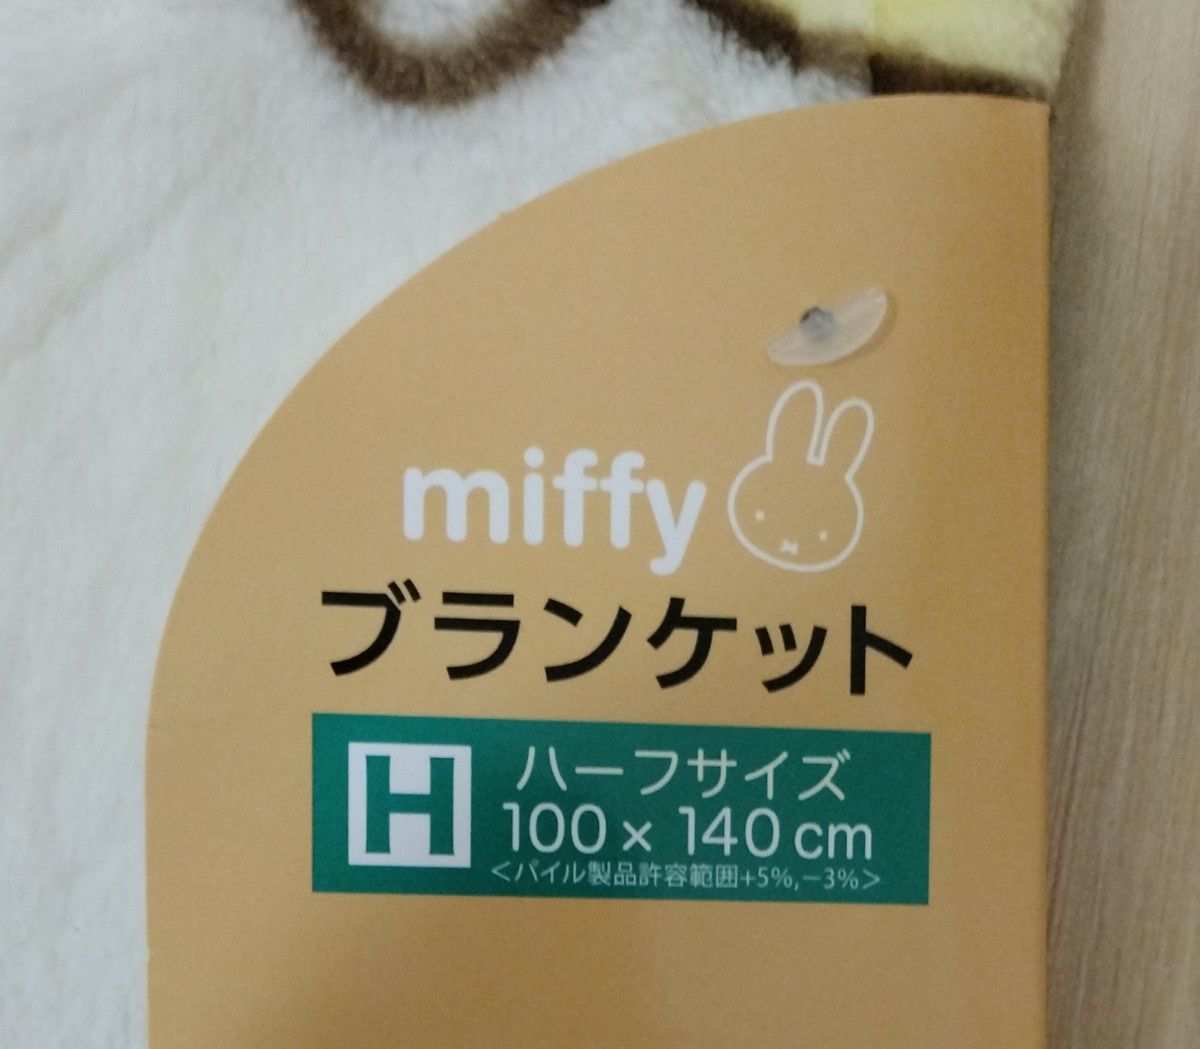 miffy
ブランケット
H
ハーフサイズ
100 × 140 cm
<パイル製品許容範囲+5%,−3%>